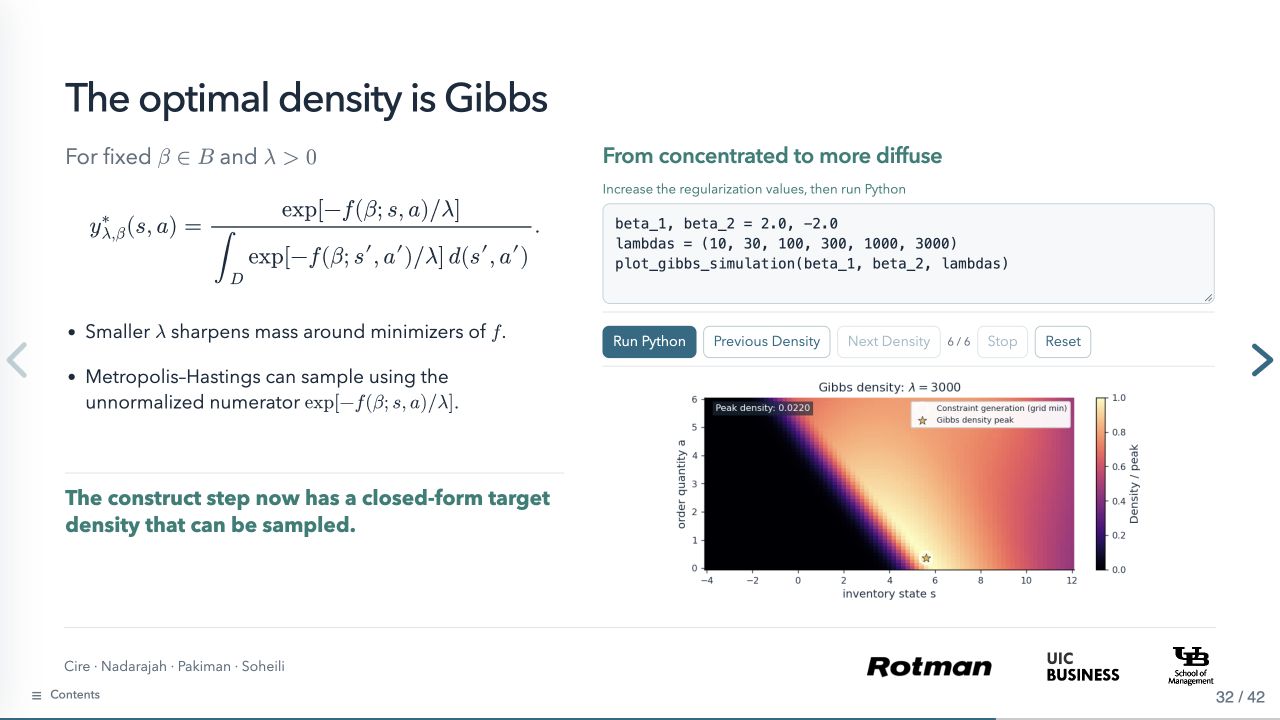 The optimal density is Gibbs
For fixed β ∈ B and λ > 0
y*_{λ,β}(s, a) = exp[−f(β; s, a)/λ] / ∫_D exp[−f(β; s′, a′)/λ] d(s′, a′) .
• Smaller λ sharpens mass around minimizers of f.
• Metropolis–Hastings can sample using the
unnormalized numerator exp[−f(β; s, a)/λ].
The construct step now has a closed-form target
density that can be sampled.
From concentrated to more diffuse
Increase the regularization values, then run Python
beta_1, beta_2 = 2.0, -2.0
lambdas = (10, 30, 100, 300, 1000, 3000)
plot_gibbs_simulation(beta_1, beta_2, lambdas)
Run Python Previous Density Next Density 6 / 6 Stop Reset
Gibbs density: λ = 3000
Peak density: 0.0220
Constraint generation (grid min)
Gibbs density peak
order quantity a
6
5
4
3
2
1
0
−4 −2 0 2 4 6 8 10 12
inventory state s
1.0
0.8
0.6
0.4
0.2
0.0
Density / peak
Cire · Nadarajah · Pakiman · Soheili
Rotman
UIC
BUSINESS
UB
School of
Management
≡ Contents
32 / 42